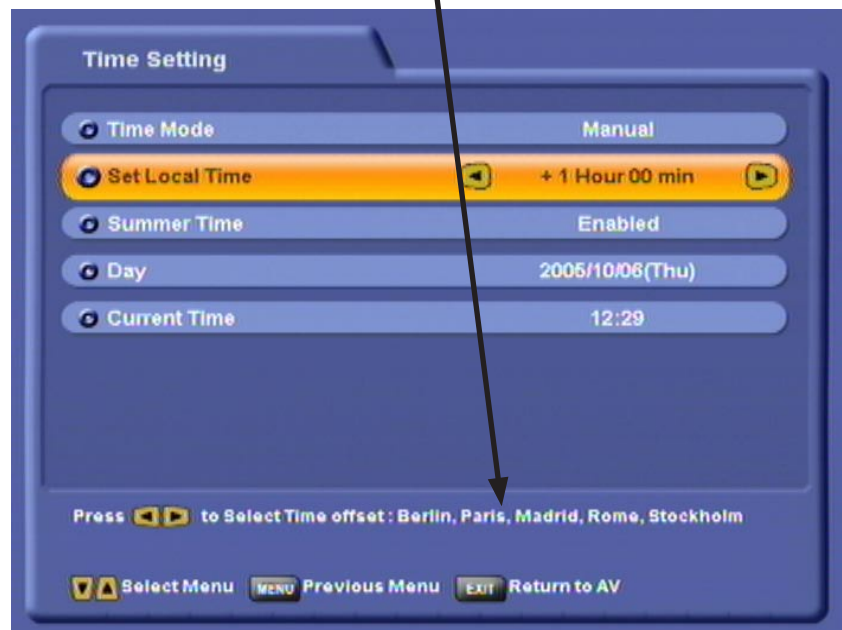 Time Setting
Time Mode Manual
Set Local Time + 1 Hour 00 min
Summer Time Enabled
Day 2005/10/06(Thu)
Current Time 12:29
Press ◀ ▶ to Select Time offset : Berlin, Paris, Madrid, Rome, Stockholm
▼ ▲ Select Menu MENU Previous Menu EXIT Return to AV